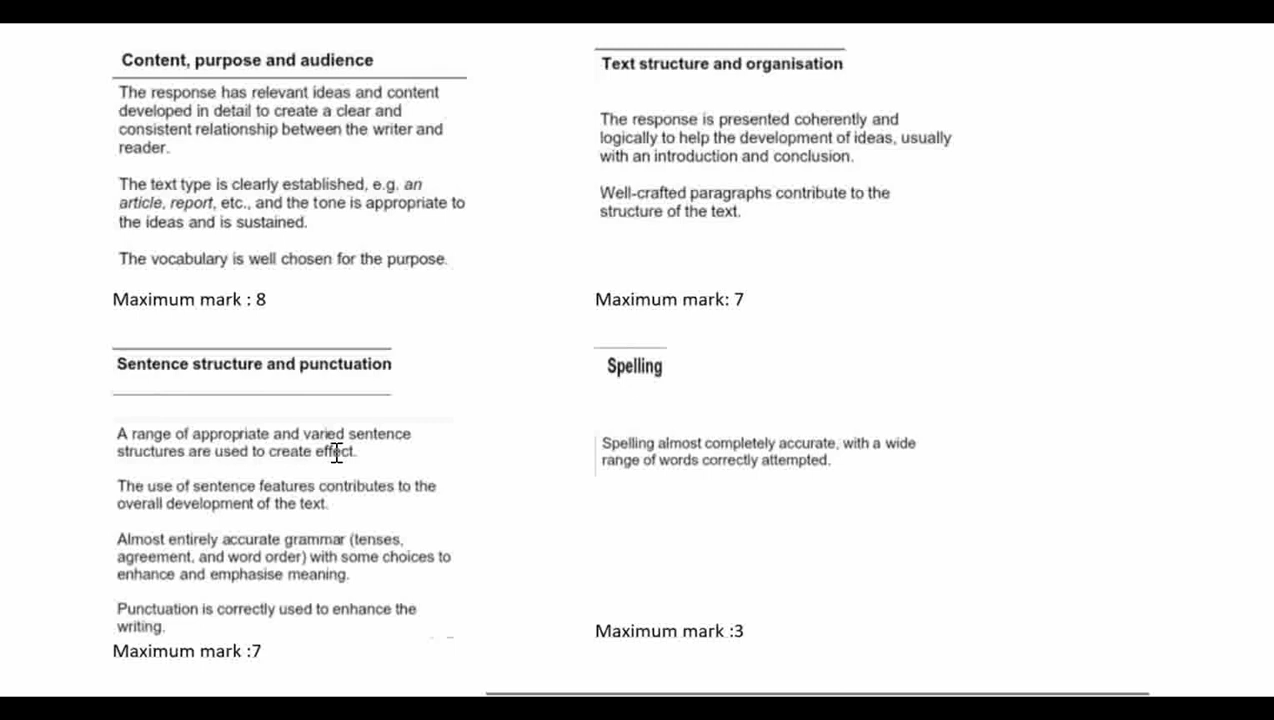 Content, purpose and audience
The response has relevant ideas and content
developed in detail to create a clear and
consistent relationship between the writer and
reader.
The text type is clearly established, e.g. an
article, report, etc., and the tone is appropriate to
the ideas and is sustained.
The vocabulary is well chosen for the purpose.
Maximum mark : 8
Text structure and organisation
The response is presented coherently and
logically to help the development of ideas, usually
with an introduction and conclusion.
Well-crafted paragraphs contribute to the
structure of the text.
Maximum mark: 7
Sentence structure and punctuation
A range of appropriate and varied sentence
structures are used to create effect.
The use of sentence features contributes to the
overall development of the text.
Almost entirely accurate grammar (tenses,
agreement, and word order) with some choices to
enhance and emphasise meaning.
Punctuation is correctly used to enhance the
writing.
Maximum mark :7
Spelling
Spelling almost completely accurate, with a wide
range of words correctly attempted.
Maximum mark :3